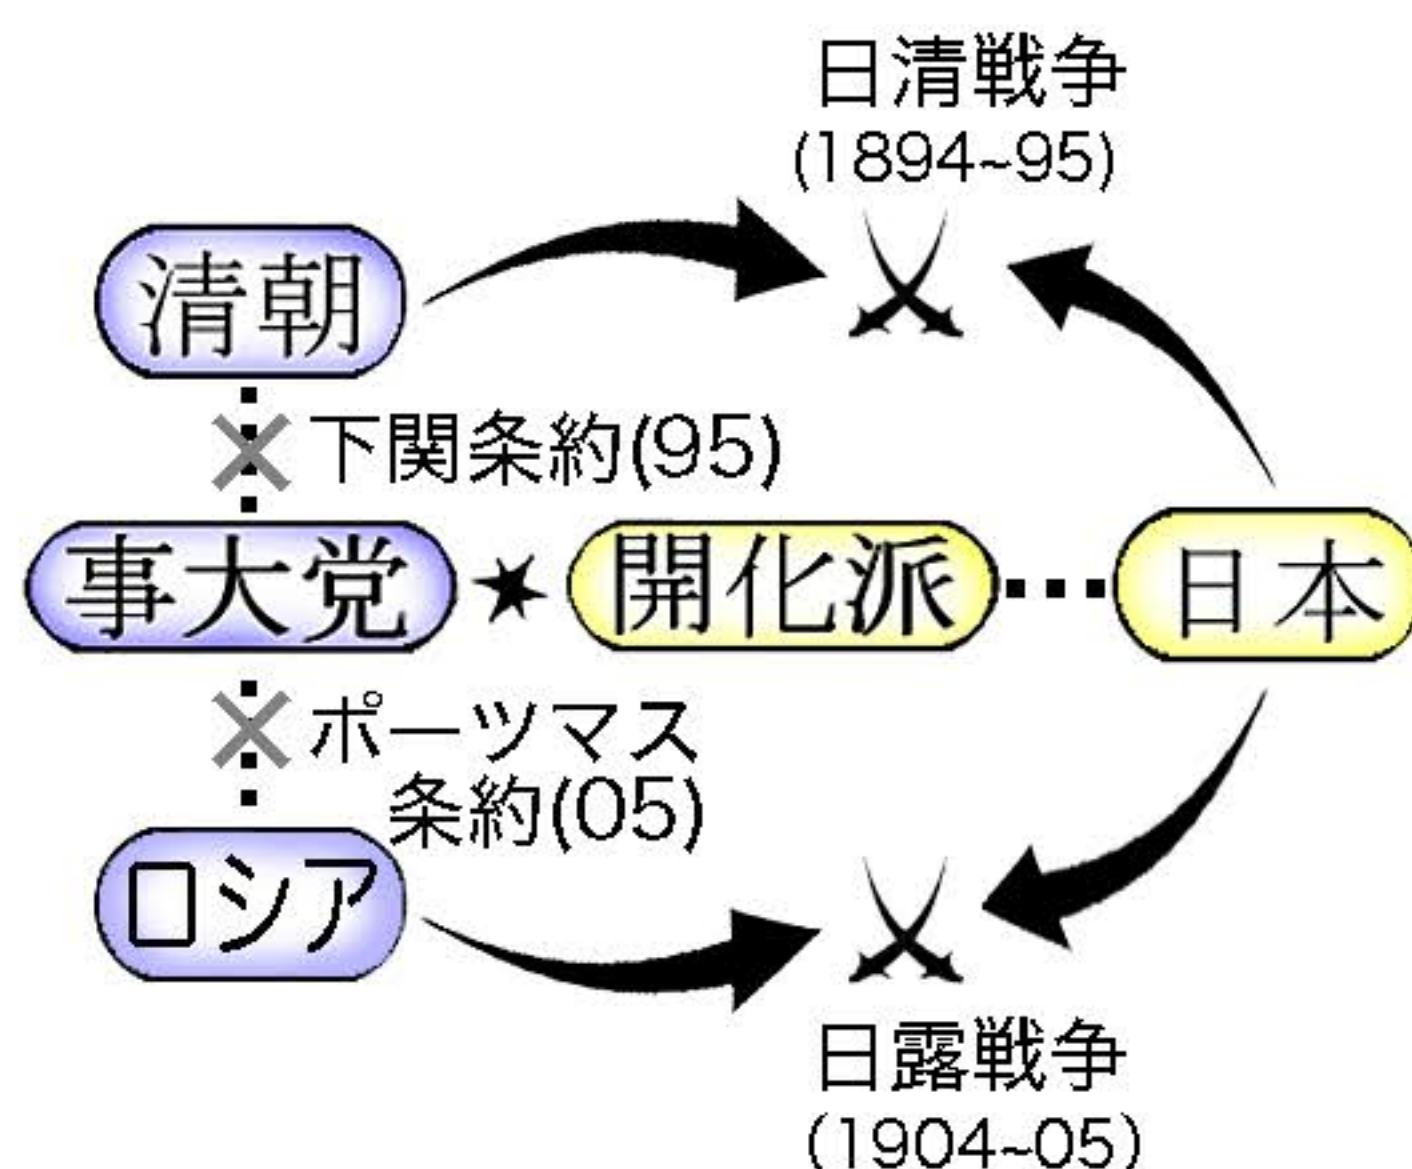 日清戦争
(1894~95)
清朝
下関条約(95)
事大党
開化派
日本
ポーツマス
条約(05)
ロシア
日露戦争
(1904~05)